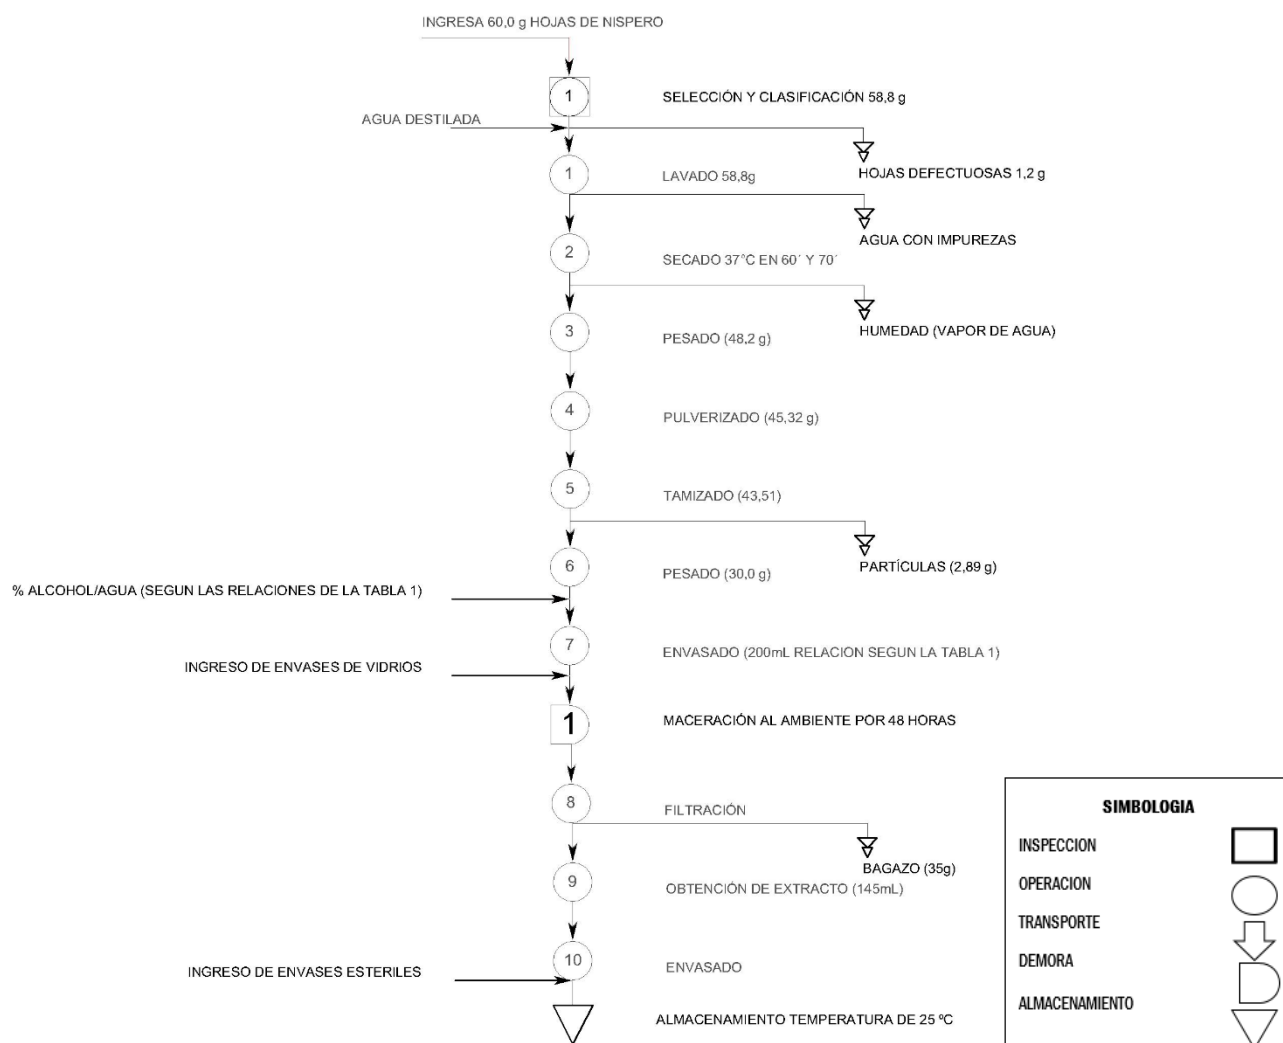 INGRESA 60,0 g HOJAS DE NISPERO
1
SELECCIÓN Y CLASIFICACIÓN 58,8 g
AGUA DESTILADA
HOJAS DEFECTUOSAS 1,2 g
1
LAVADO 58,8g
AGUA CON IMPUREZAS
2
SECADO 37°C EN 60´ Y 70´
HUMEDAD (VAPOR DE AGUA)
3
PESADO (48,2 g)
4
PULVERIZADO (45,32 g)
5
TAMIZADO (43,51)
PARTÍCULAS (2,89 g)
6
PESADO (30,0 g)
% ALCOHOL/AGUA (SEGUN LAS RELACIONES DE LA TABLA 1)
7
ENVASADO (200mL RELACION SEGÚN LA TABLA 1)
INGRESO DE ENVASES DE VIDRIOS
1
MACERACIÓN AL AMBIENTE POR 48 HORAS
8
FILTRACIÓN
BAGAZO (35g)
9
OBTENCIÓN DE EXTRACTO (145mL)
10
ENVASADO
INGRESO DE ENVASES ESTERILES
ALMACENAMIENTO TEMPERATURA DE 25 ºC
SIMBOLOGIA
INSPECCION
OPERACION
TRANSPORTE
DEMORA
ALMACENAMIENTO